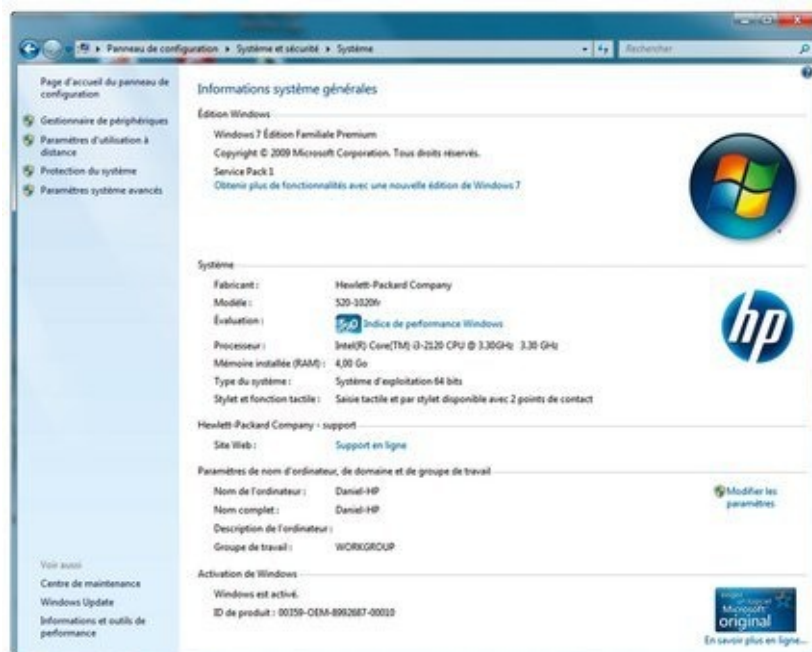 Panneau de configuration ▸ Système et sécurité ▸ Système
Rechercher
Page d'accueil du panneau de
configuration
Gestionnaire de périphériques
Paramètres d'utilisation à
distance
Protection du système
Paramètres système avancés
Informations système générales
Édition Windows
Windows 7 Édition Familiale Premium
Copyright © 2009 Microsoft Corporation. Tous droits réservés.
Service Pack 1
Obtenir plus de fonctionnalités avec une nouvelle édition de Windows 7
Système
Fabricant : Hewlett-Packard Company
Modèle : 520-1020fr
Évaluation : Indice de performance Windows
Processeur : Intel(R) Core(TM) i3-2120 CPU @ 3.30GHz 3.30 GHz
Mémoire installée (RAM) : 4,00 Go
Type du système : Système d'exploitation 64 bits
Stylet et fonction tactile : Saisie tactile et par stylet disponible avec 2 points de contact
hp
Hewlett-Packard Company - support
Site Web : Support en ligne
Paramètres de nom d'ordinateur, de domaine et de groupe de travail
Nom de l'ordinateur : Daniel-HP
Modifier les
paramètres
Nom complet : Daniel-HP
Description de l'ordinateur :
Groupe de travail : WORKGROUP
Activation de Windows
Windows est activé.
ID de produit : 00359-OEM-8992687-00010
Microsoft
original
En savoir plus en ligne...
Voir aussi
Centre de maintenance
Windows Update
Informations et outils de
performance